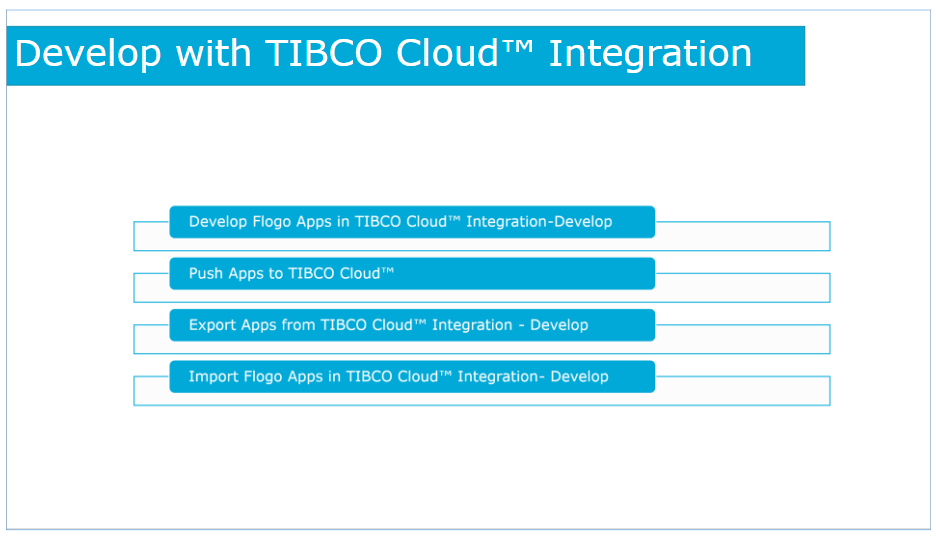 Develop with TIBCO Cloud™ Integration
Develop Flogo Apps in TIBCO Cloud™ Integration-Develop
Push Apps to TIBCO Cloud™
Export Apps from TIBCO Cloud™ Integration - Develop
Import Flogo Apps in TIBCO Cloud™ Integration- Develop